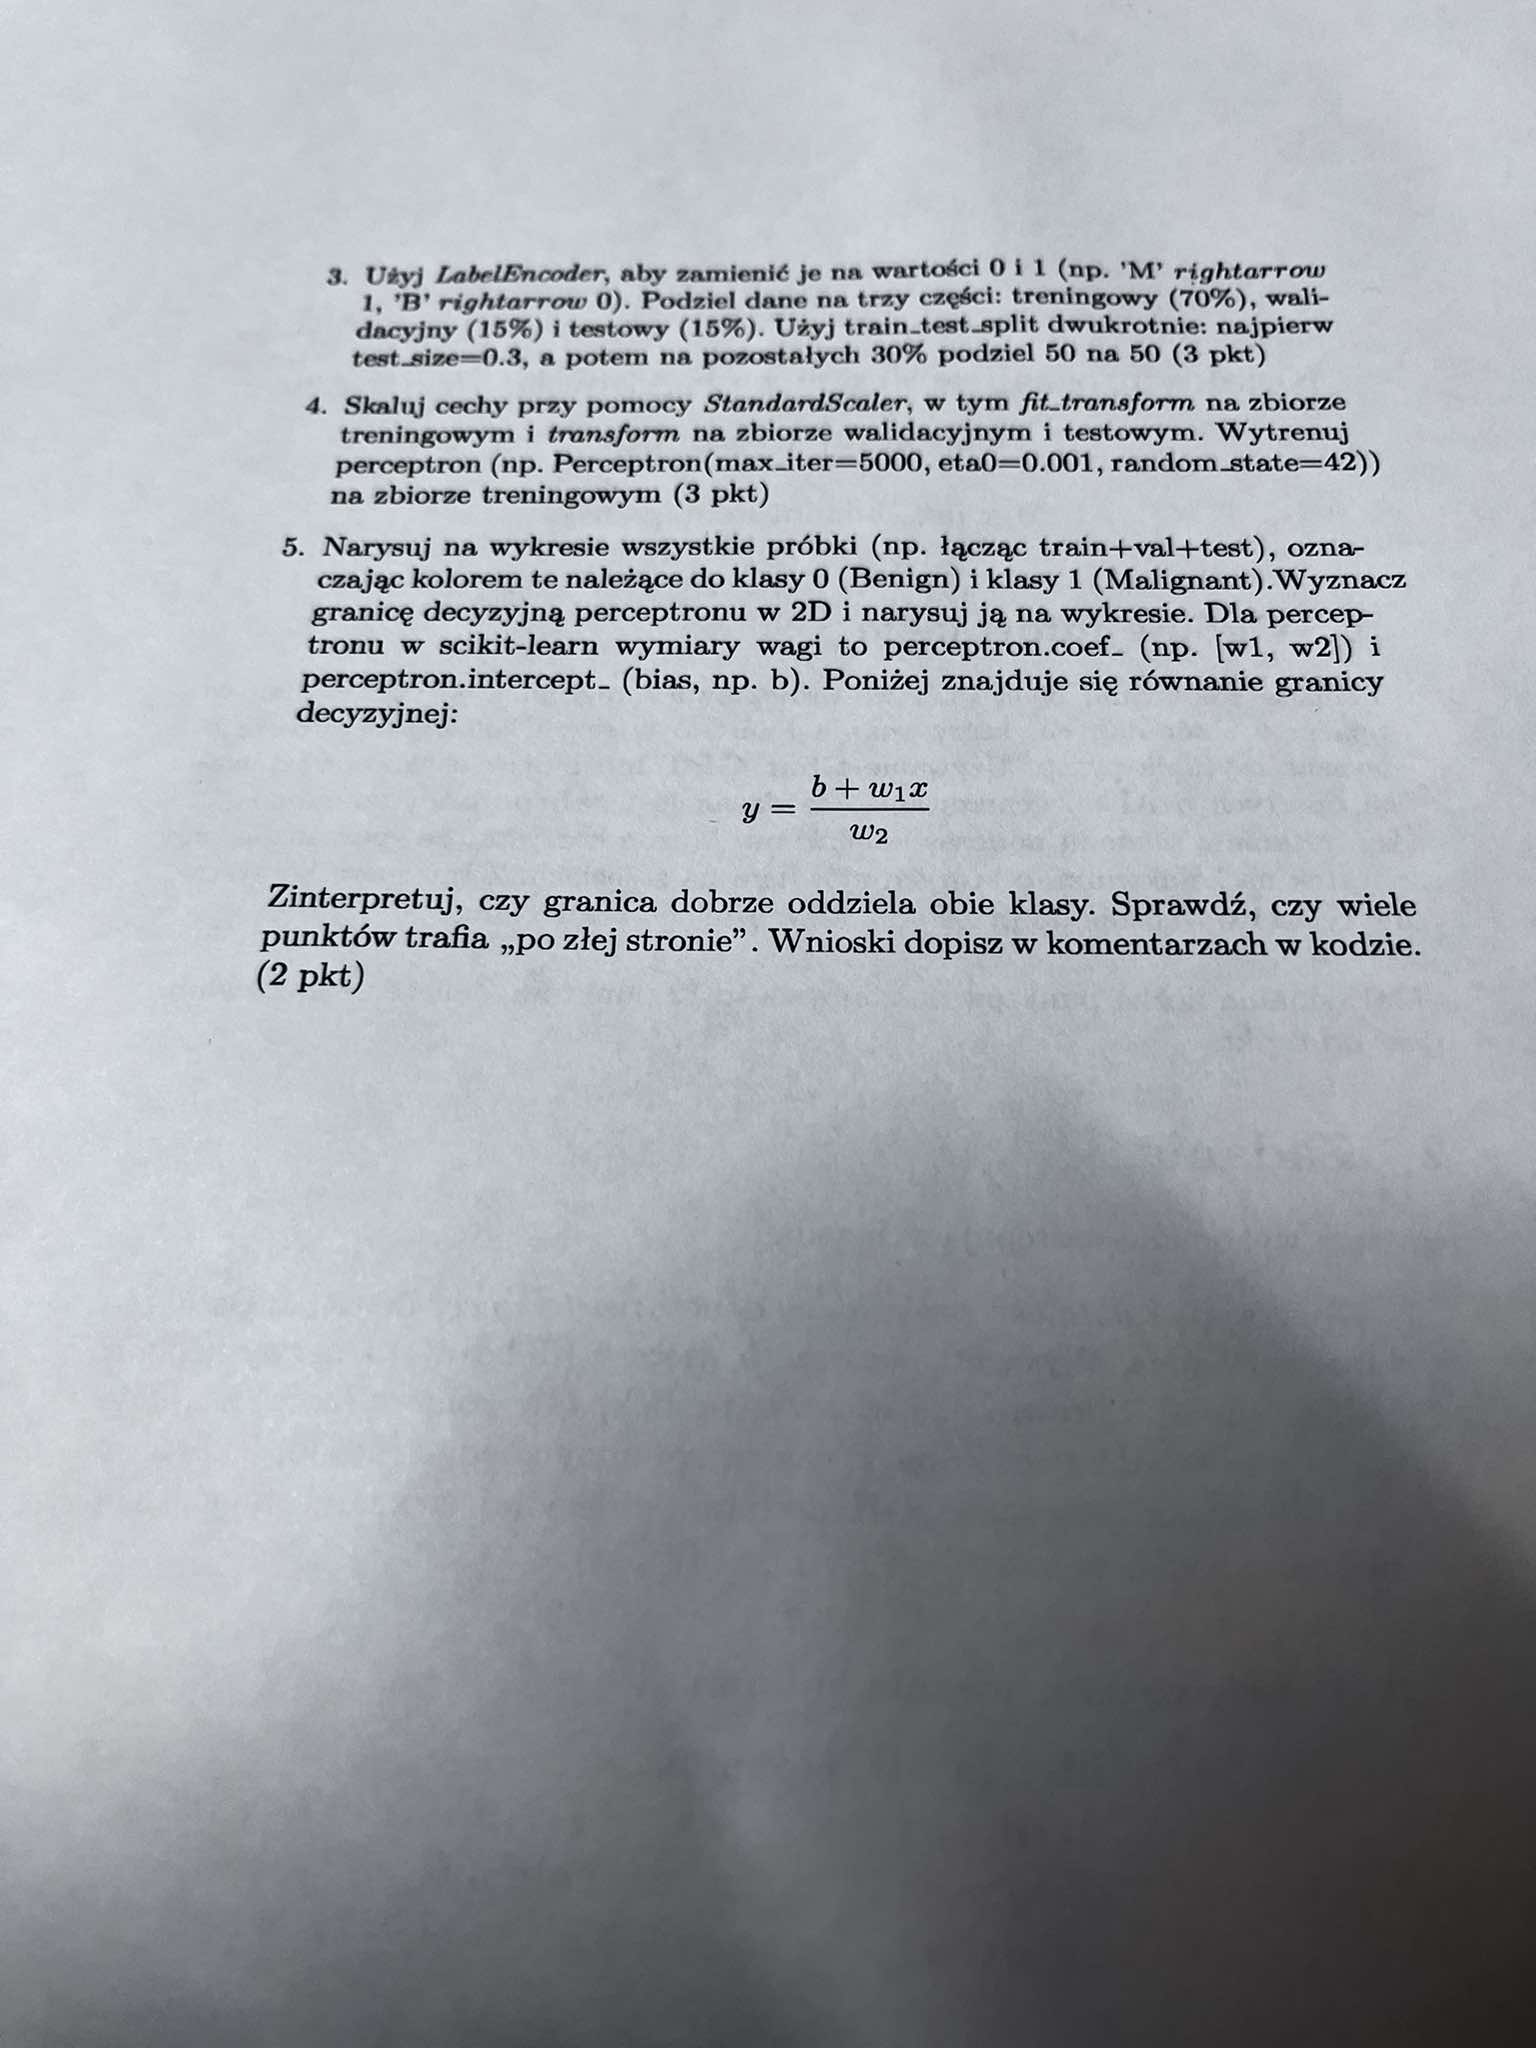 3. Użyj LabelEncoder, aby zamienić je na wartości 0 i 1 (np. 'M' rightarrow
1, 'B' rightarrow 0). Podziel dane na trzy części: treningowy (70%), wali-
dacyjny (15%) i testowy (15%). Użyj train_test_split dwukrotnie: najpierw
test_size=0.3, a potem na pozostałych 30% podziel 50 na 50 (3 pkt)
4. Skaluj cechy przy pomocy StandardScaler, w tym fit_transform na zbiorze
treningowym i transform na zbiorze walidacyjnym i testowym. Wytrenuj
perceptron (np. Perceptron(max_iter=5000, eta0=0.001, random_state=42))
na zbiorze treningowym (3 pkt)
5. Narysuj na wykresie wszystkie próbki (np. łącząc train+val+test), ozna-
czając kolorem te należące do klasy 0 (Benign) i klasy 1 (Malignant).Wyznacz
granicę decyzyjną perceptronu w 2D i narysuj ją na wykresie. Dla percep-
tronu w scikit-learn wymiary wagi to perceptron.coef_ (np. [w1, w2]) i
perceptron.intercept_ (bias, np. b). Poniżej znajduje się równanie granicy
decyzyjnej:
y = \frac{b + w_1x}{w_2}
Zinterpretuj, czy granica dobrze oddziela obie klasy. Sprawdź, czy wiele
punktów trafia „po złej stronie”. Wnioski dopisz w komentarzach w kodzie.
(2 pkt)